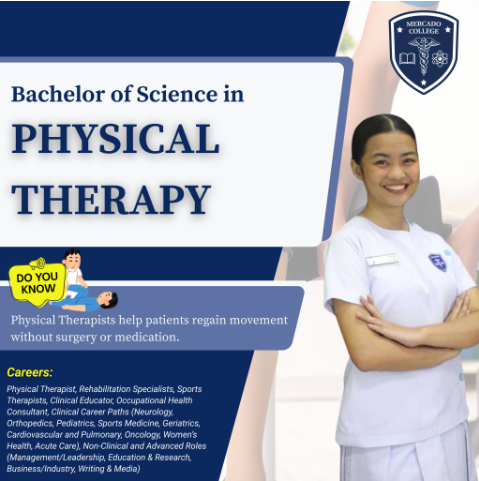 MERCADO
COLLEGE
Bachelor of Science in
PHYSICAL
THERAPY
DO YOU
KNOW
Physical Therapists help patients regain movement
without surgery or medication.
Careers:
Physical Therapist, Rehabilitation Specialists, Sports
Therapists, Clinical Educator, Occupational Health
Consultant, Clinical Career Paths (Neurology,
Orthopedics, Pediatrics, Sports Medicine, Geriatrics,
Cardiovascular and Pulmonary, Oncology, Women's
Health, Acute Care), Non-Clinical and Advanced Roles
(Management/Leadership, Education & Research,
Business/Industry, Writing & Media)